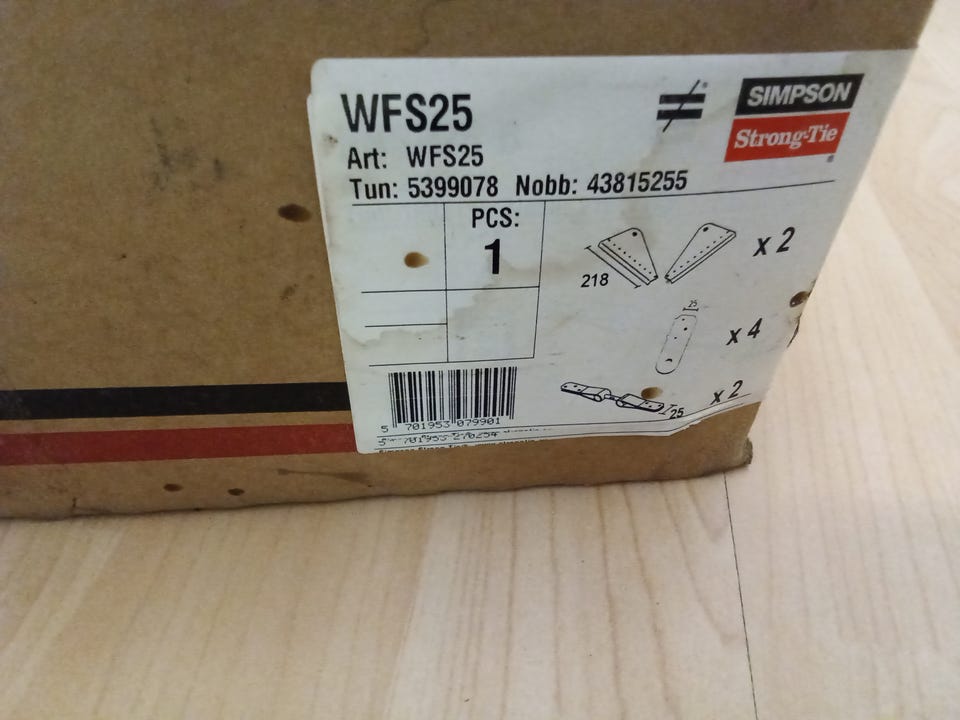 WFS25
SIMPSON
Strong-Tie
®
Art: WFS25
Tun: 5399078 Nobb: 43815255
PCS:
1
218
x 2
25
x 4
25
x 2
5 701953 079901